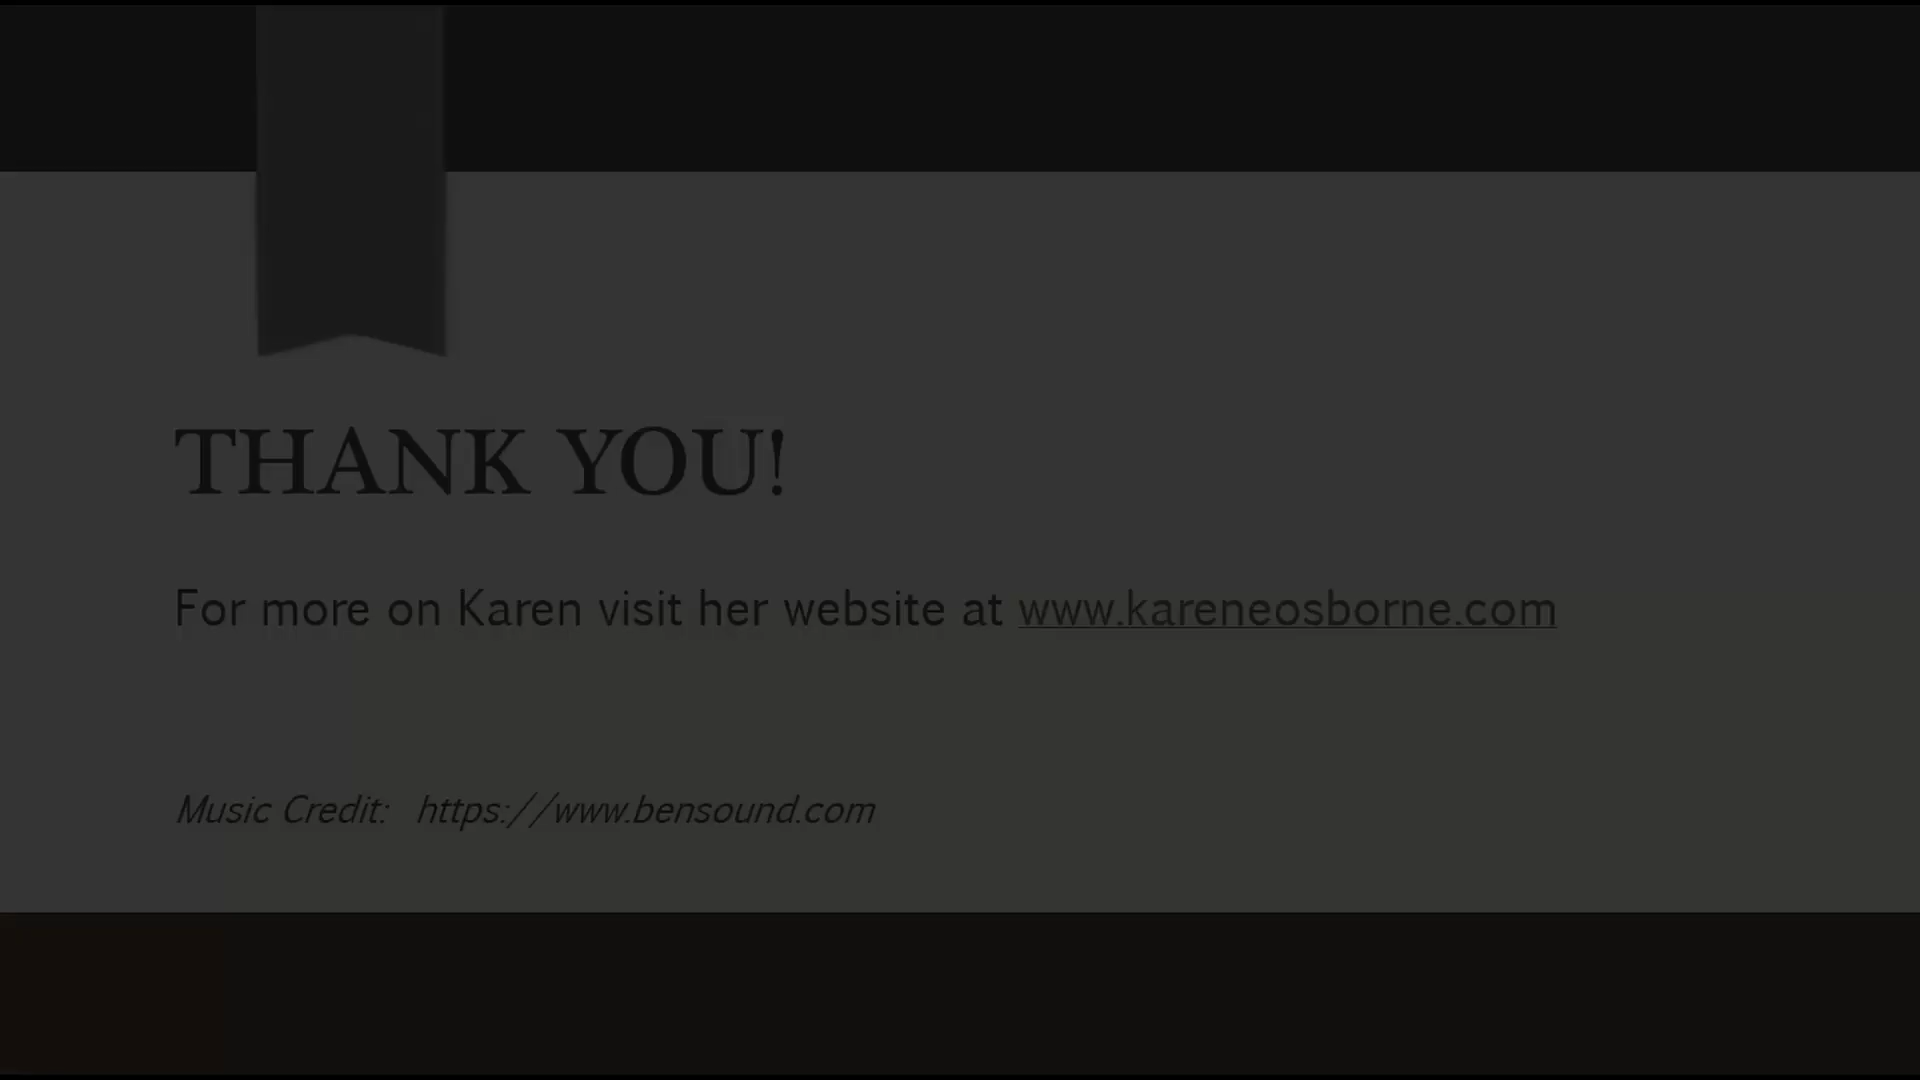 THANK YOU!
For more on Karen visit her website at www.kareneosborne.com
Music Credit: https://www.bensound.com